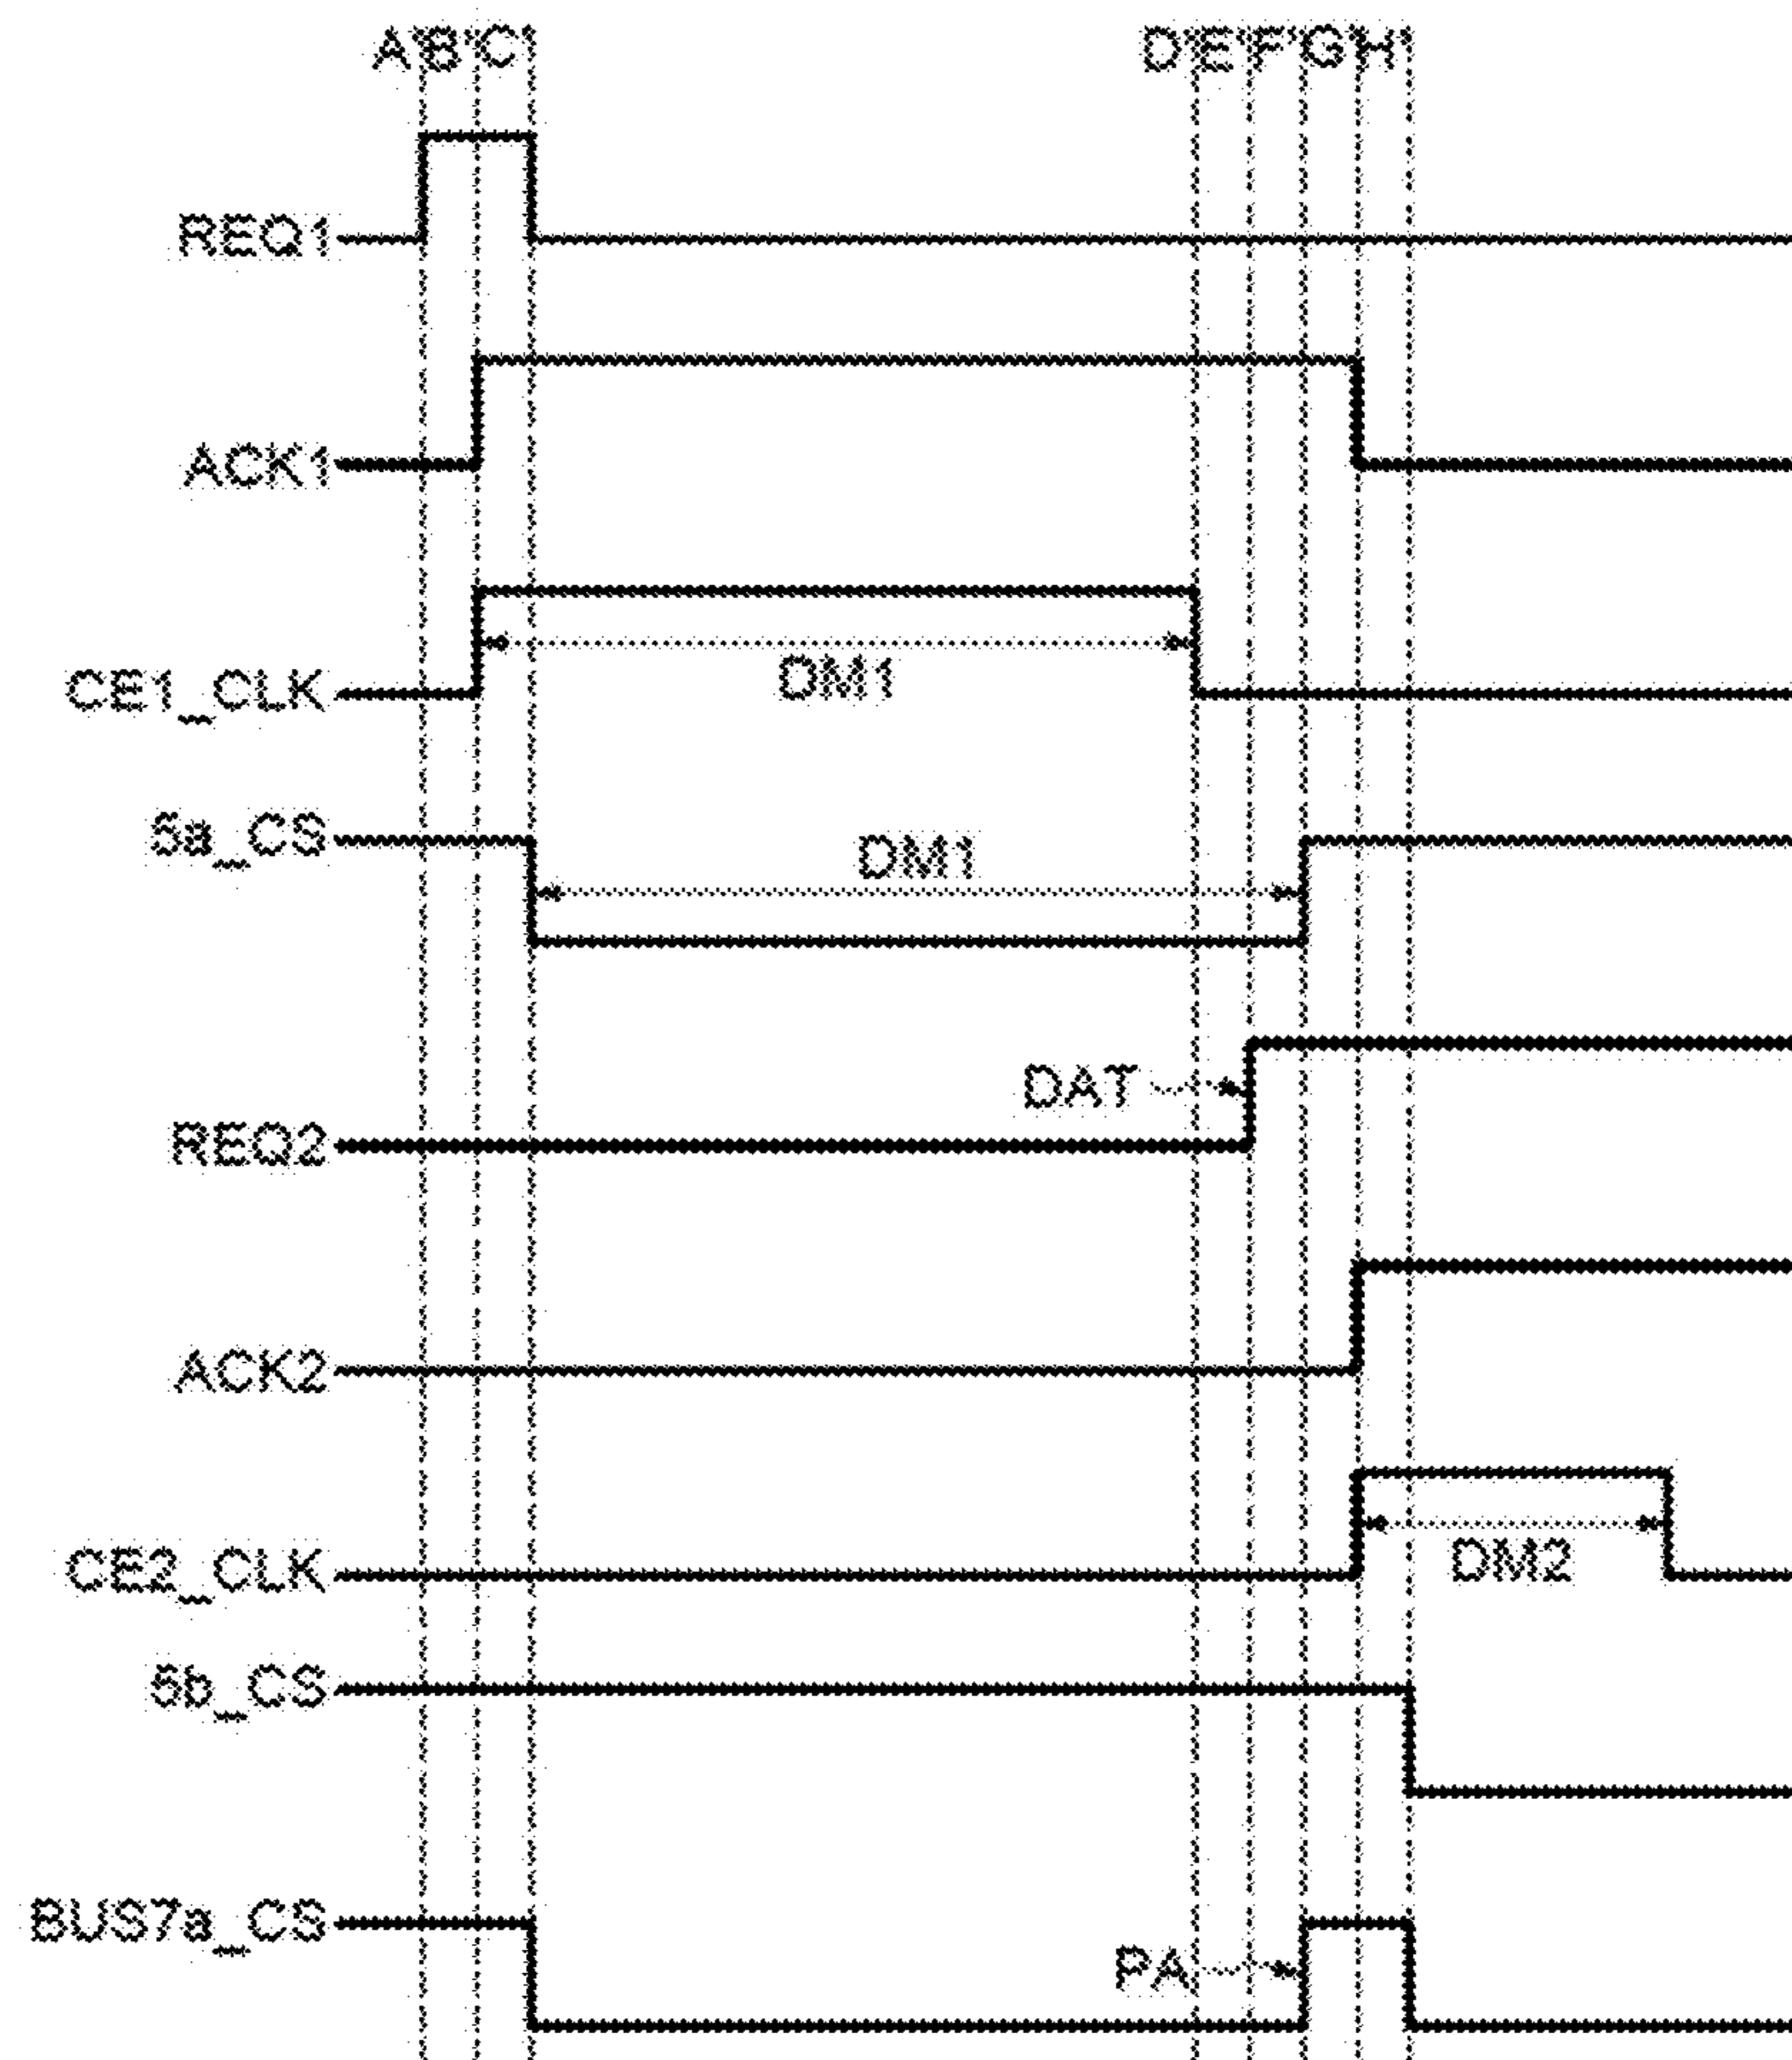 A'B'C' D'E'F'G'H'
REQ1
ACK1
CE1_CLK
DM1
5a_CS
DM1
DAT
REQ2
ACK2
CE2_CLK
DM2
5b_CS
BUS7a_CS
PA